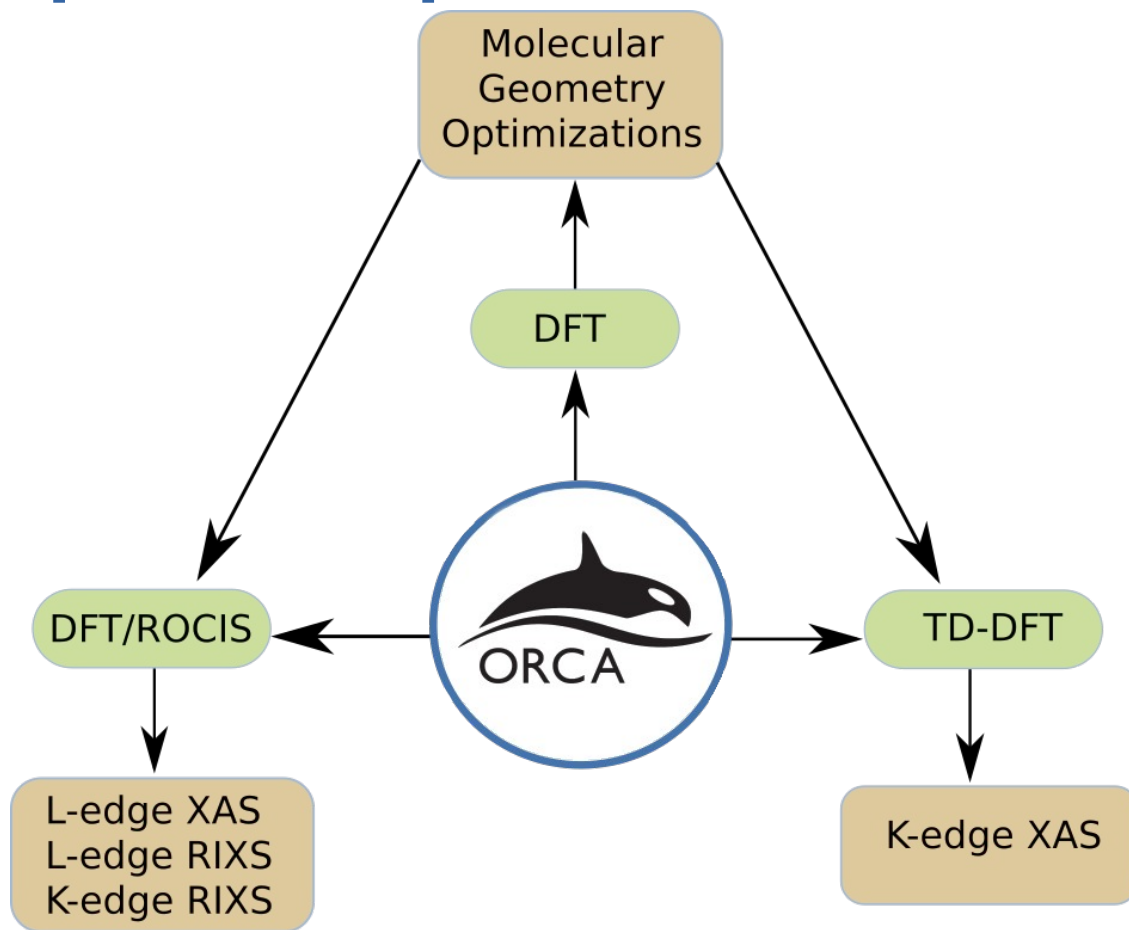 Molecular
Geometry
Optimizations
DFT
DFT/ROCIS
ORCA
TD-DFT
L-edge XAS
L-edge RIXS
K-edge RIXS
K-edge XAS